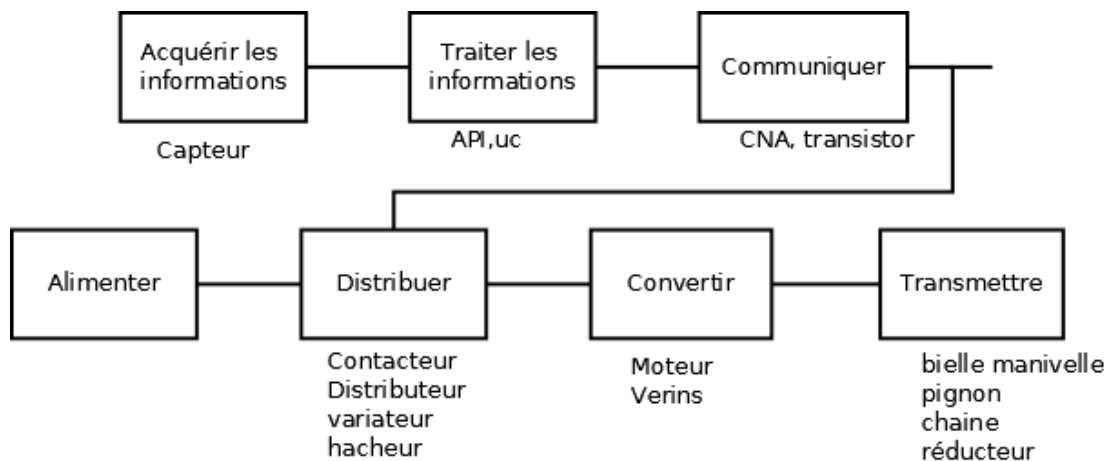 Acquérir les
informations
Traiter les
informations
Communiquer
Capteur
API,uc
CNA, transistor
Alimenter
Distribuer
Convertir
Transmettre
Contacteur
Distributeur
variateur
hacheur
Moteur
Verins
bielle manivelle
pignon
chaine
réducteur